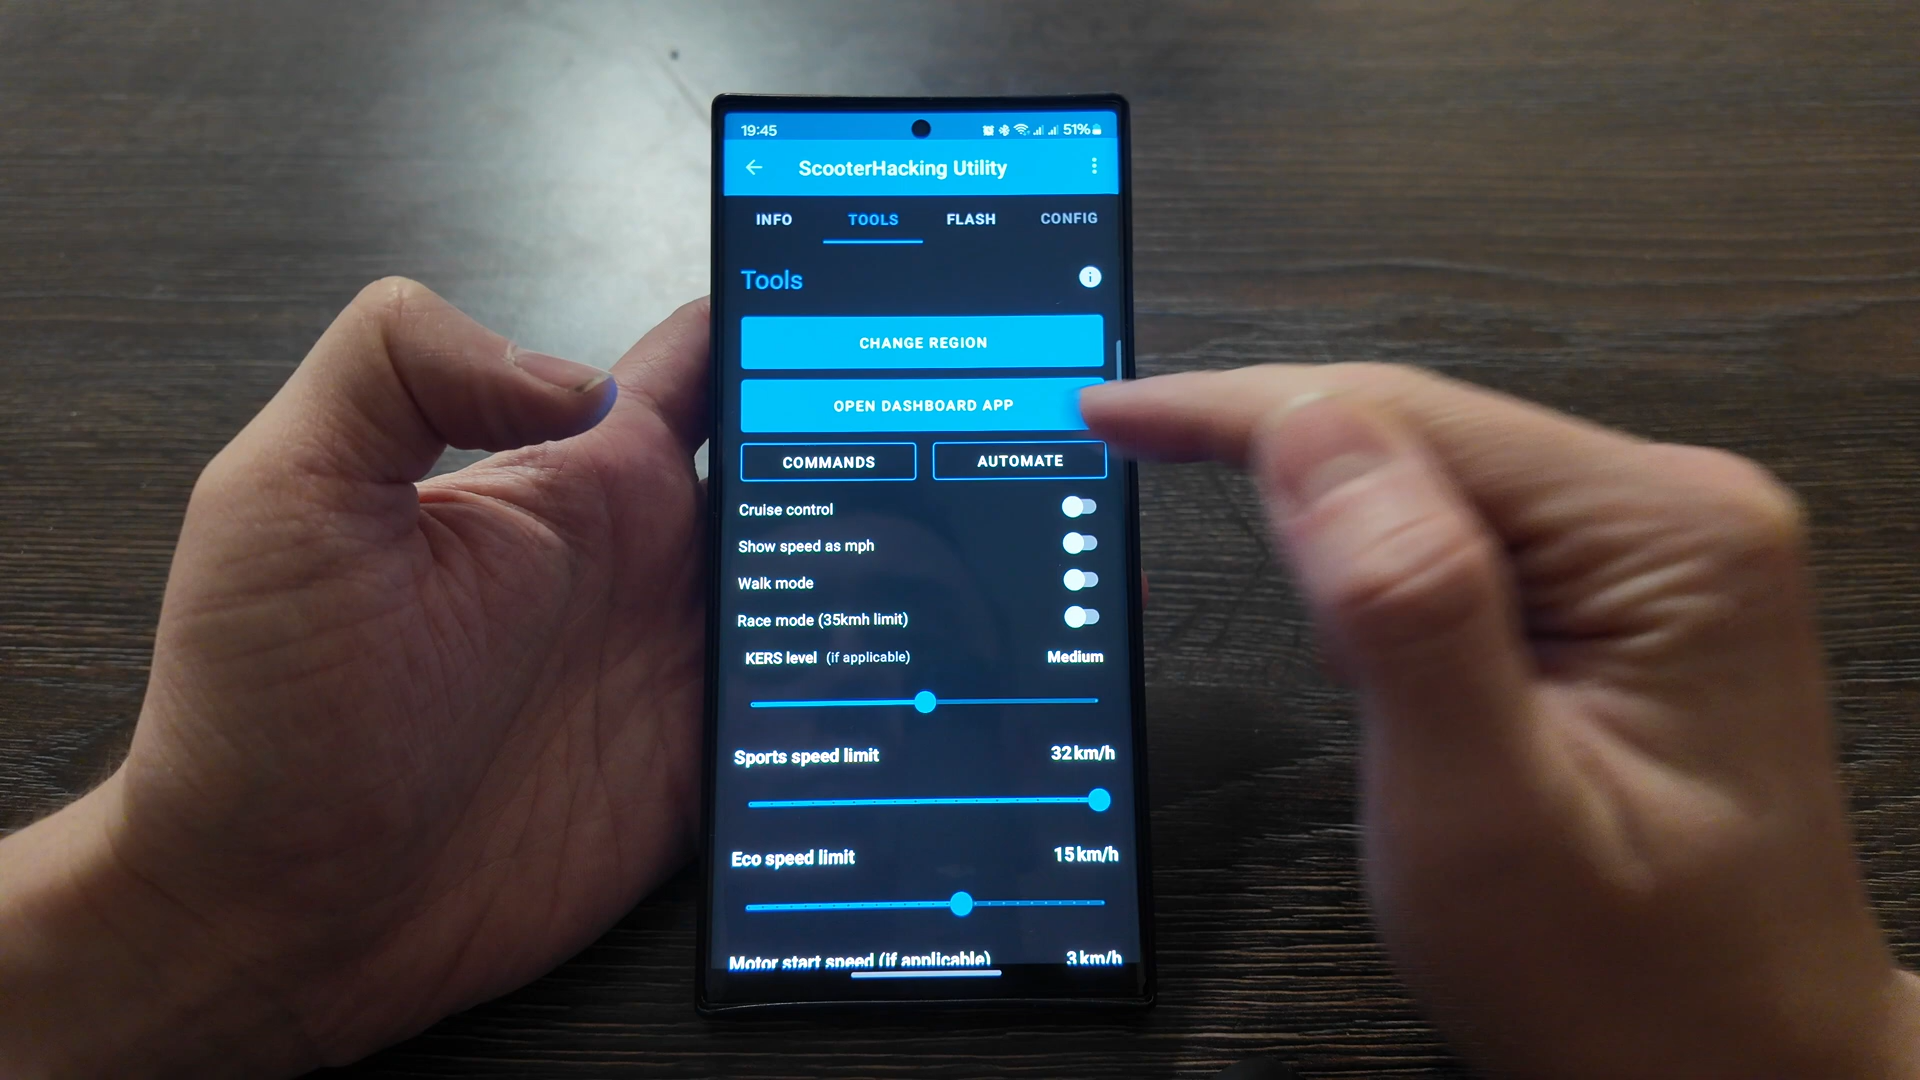 19:45 51%
ScooterHacking Utility
INFO TOOLS FLASH CONFIG
Tools
CHANGE REGION
OPEN DASHBOARD APP
COMMANDS AUTOMATE
Cruise control
Show speed as mph
Walk mode
Race mode (35kmh limit)
KERS level (if applicable) Medium
Sports speed limit 32km/h
Eco speed limit 15km/h
Motor start speed (if applicable) 3km/h